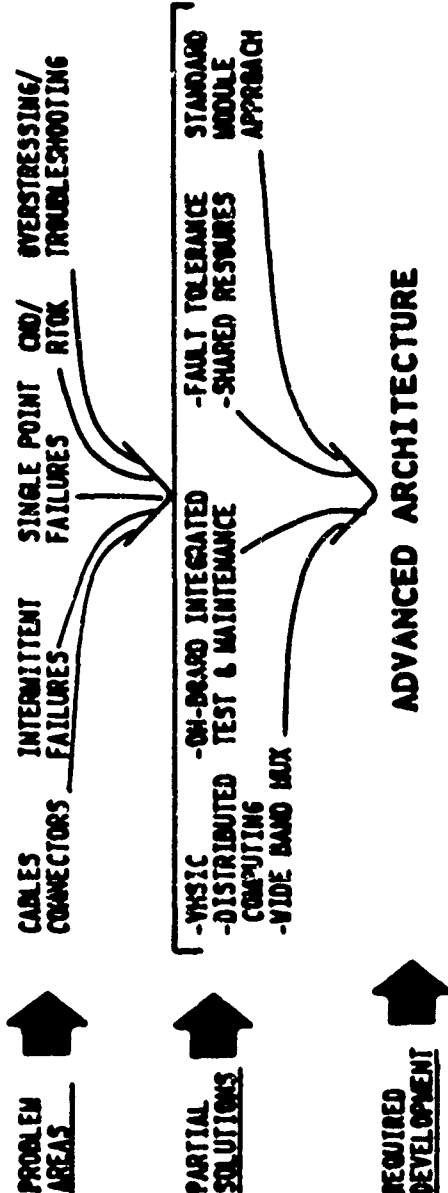 PROBLEM
AREAS
CABLES
CONNECTORS
INTERMITTENT
FAILURES
SINGLE POINT
FAILURES
CND/
RTOK
OVERSTRESSING/
TROUBLESHOOTING
PARTIAL
SOLUTIONS
-VHSIC
-DISTRIBUTED
COMPUTING
-WIDE BAND MUX
-ON-BOARD INTEGRATED
TEST & MAINTENANCE
-FAULT TOLERANCE
-SHARED RESOURES
STANDARD
MODULE
APPROACH
REQUIRED
DEVELOPMENT
ADVANCED ARCHITECTURE